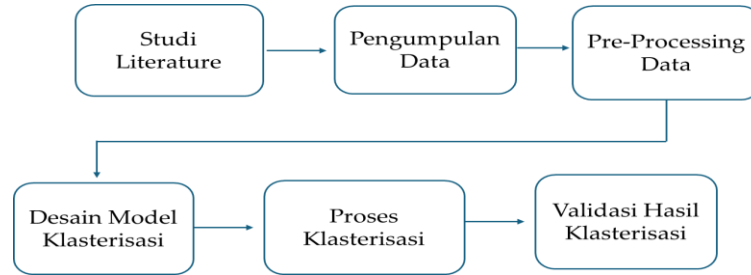 Studi
Literature
Pengumpulan
Data
Pre-Processing
Data
Desain Model
Klasterisasi
Proses
Klasterisasi
Validasi Hasil
Klasterisasi